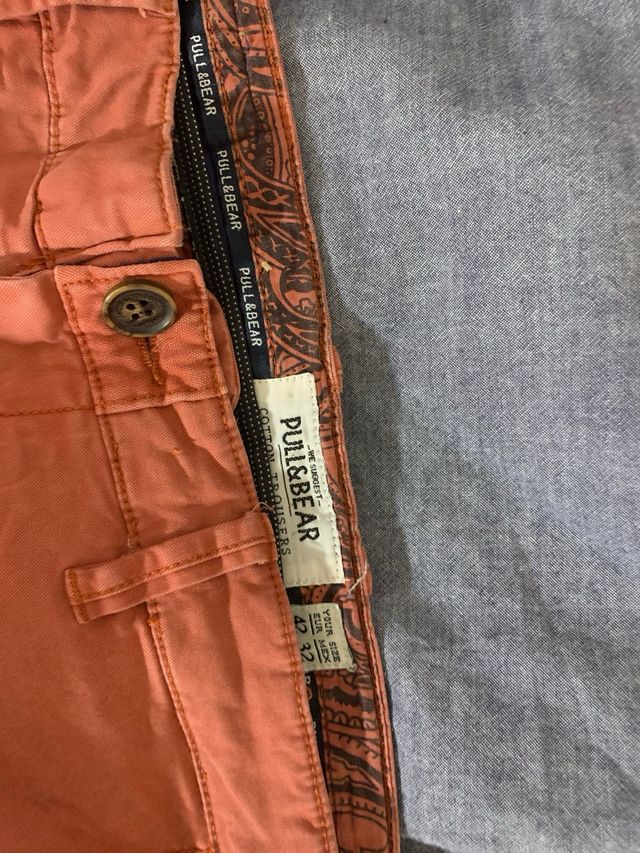 PULL&BEAR
PULL&BEAR
PULL&BEAR
-WE SUGGEST-
PULL&BEAR
COTTON TROUSERS
YOUR SIZE
EUR MEX
42 32